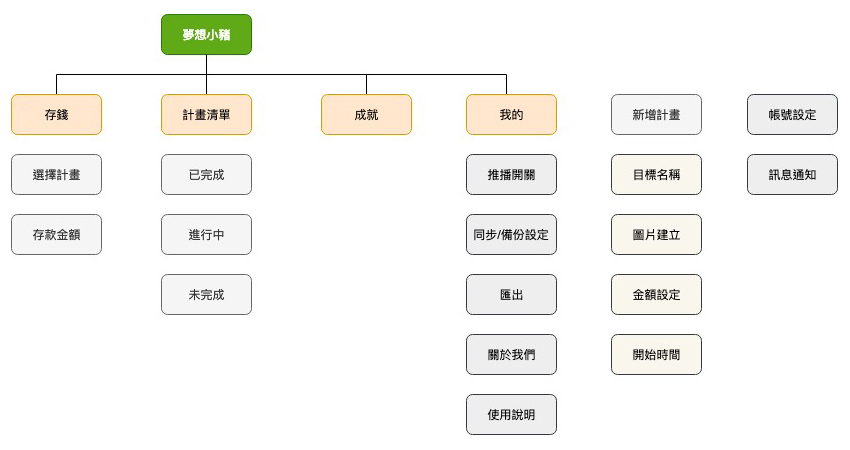 夢想小豬
存錢
計畫清單
成就
我的
新增計畫
帳號設定
選擇計畫
已完成
推播開關
目標名稱
訊息通知
存款金額
進行中
同步/備份設定
圖片建立
未完成
匯出
金額設定
關於我們
開始時間
使用說明